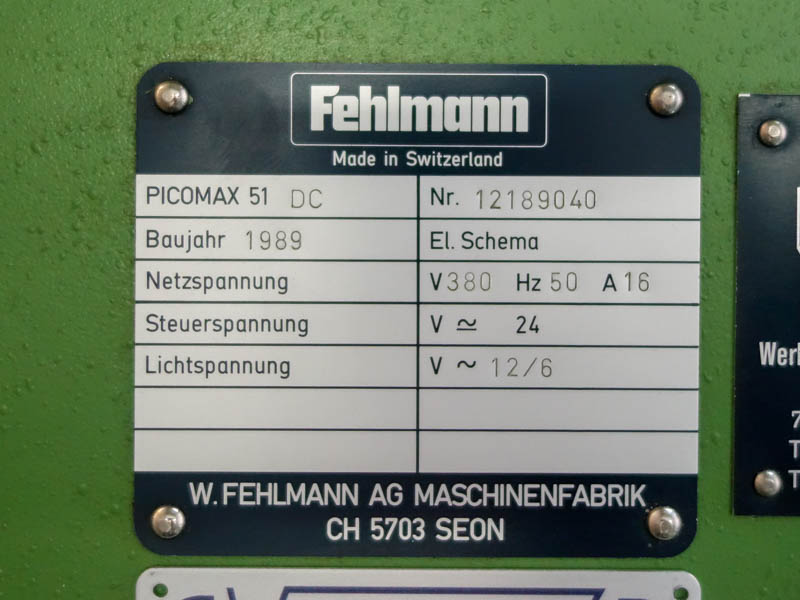 Fehlmann
Made in Switzerland
PICOMAX 51 DC Nr. 12189040
Baujahr 1989 El. Schema
Netzspannung V 380 Hz 50 A 16
Steuerspannung V ≃ 24
Lichtspannung V ~ 12/6
W. FEHLMANN AG MASCHINENFABRIK
CH 5703 SEON